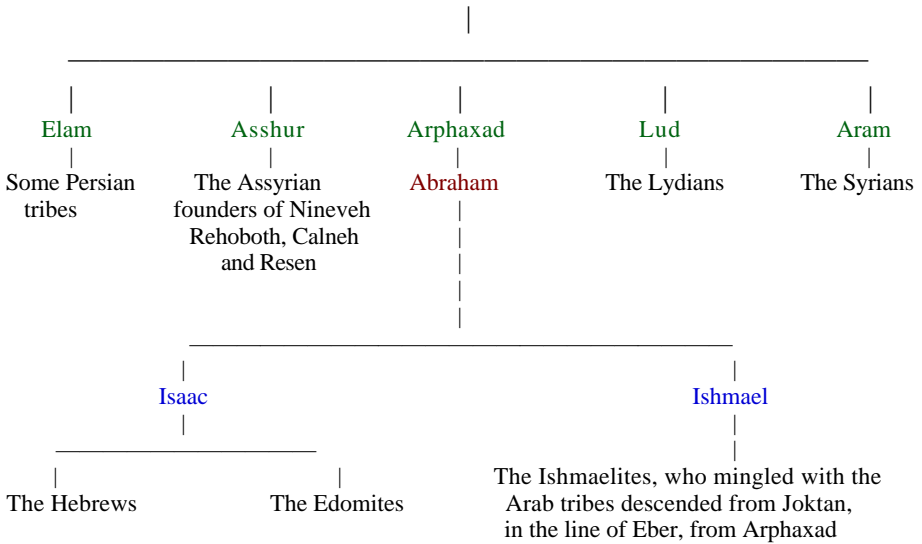 Elam Asshur Arphaxad Lud Aram
Some Persian The Assyrian Abraham The Lydians The Syrians
tribes founders of Nineveh
Rehoboth, Calneh
and Resen
Isaac Ishmael
The Hebrews The Edomites The Ishmaelites, who mingled with the
Arab tribes descended from Joktan,
in the line of Eber, from Arphaxad